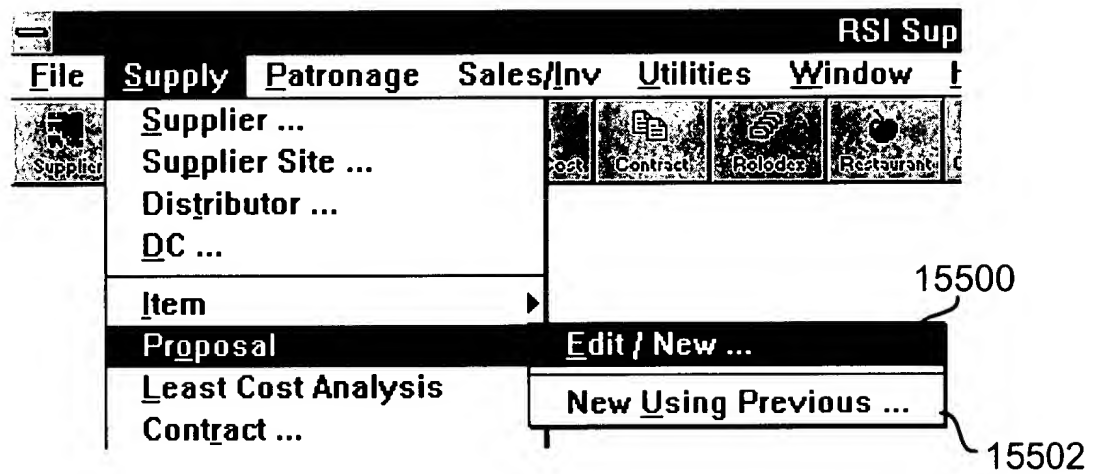 RSI Sup
File Supply Patronage Sales/Inv Utilities Window H
Supplier ost Contract Rolodex Restaurant C
Supplier ...
Supplier Site ...
Distributor ...
DC ...
15500
Item
Proposal Edit / New ...
Least Cost Analysis New Using Previous ...
Contract ...
15502